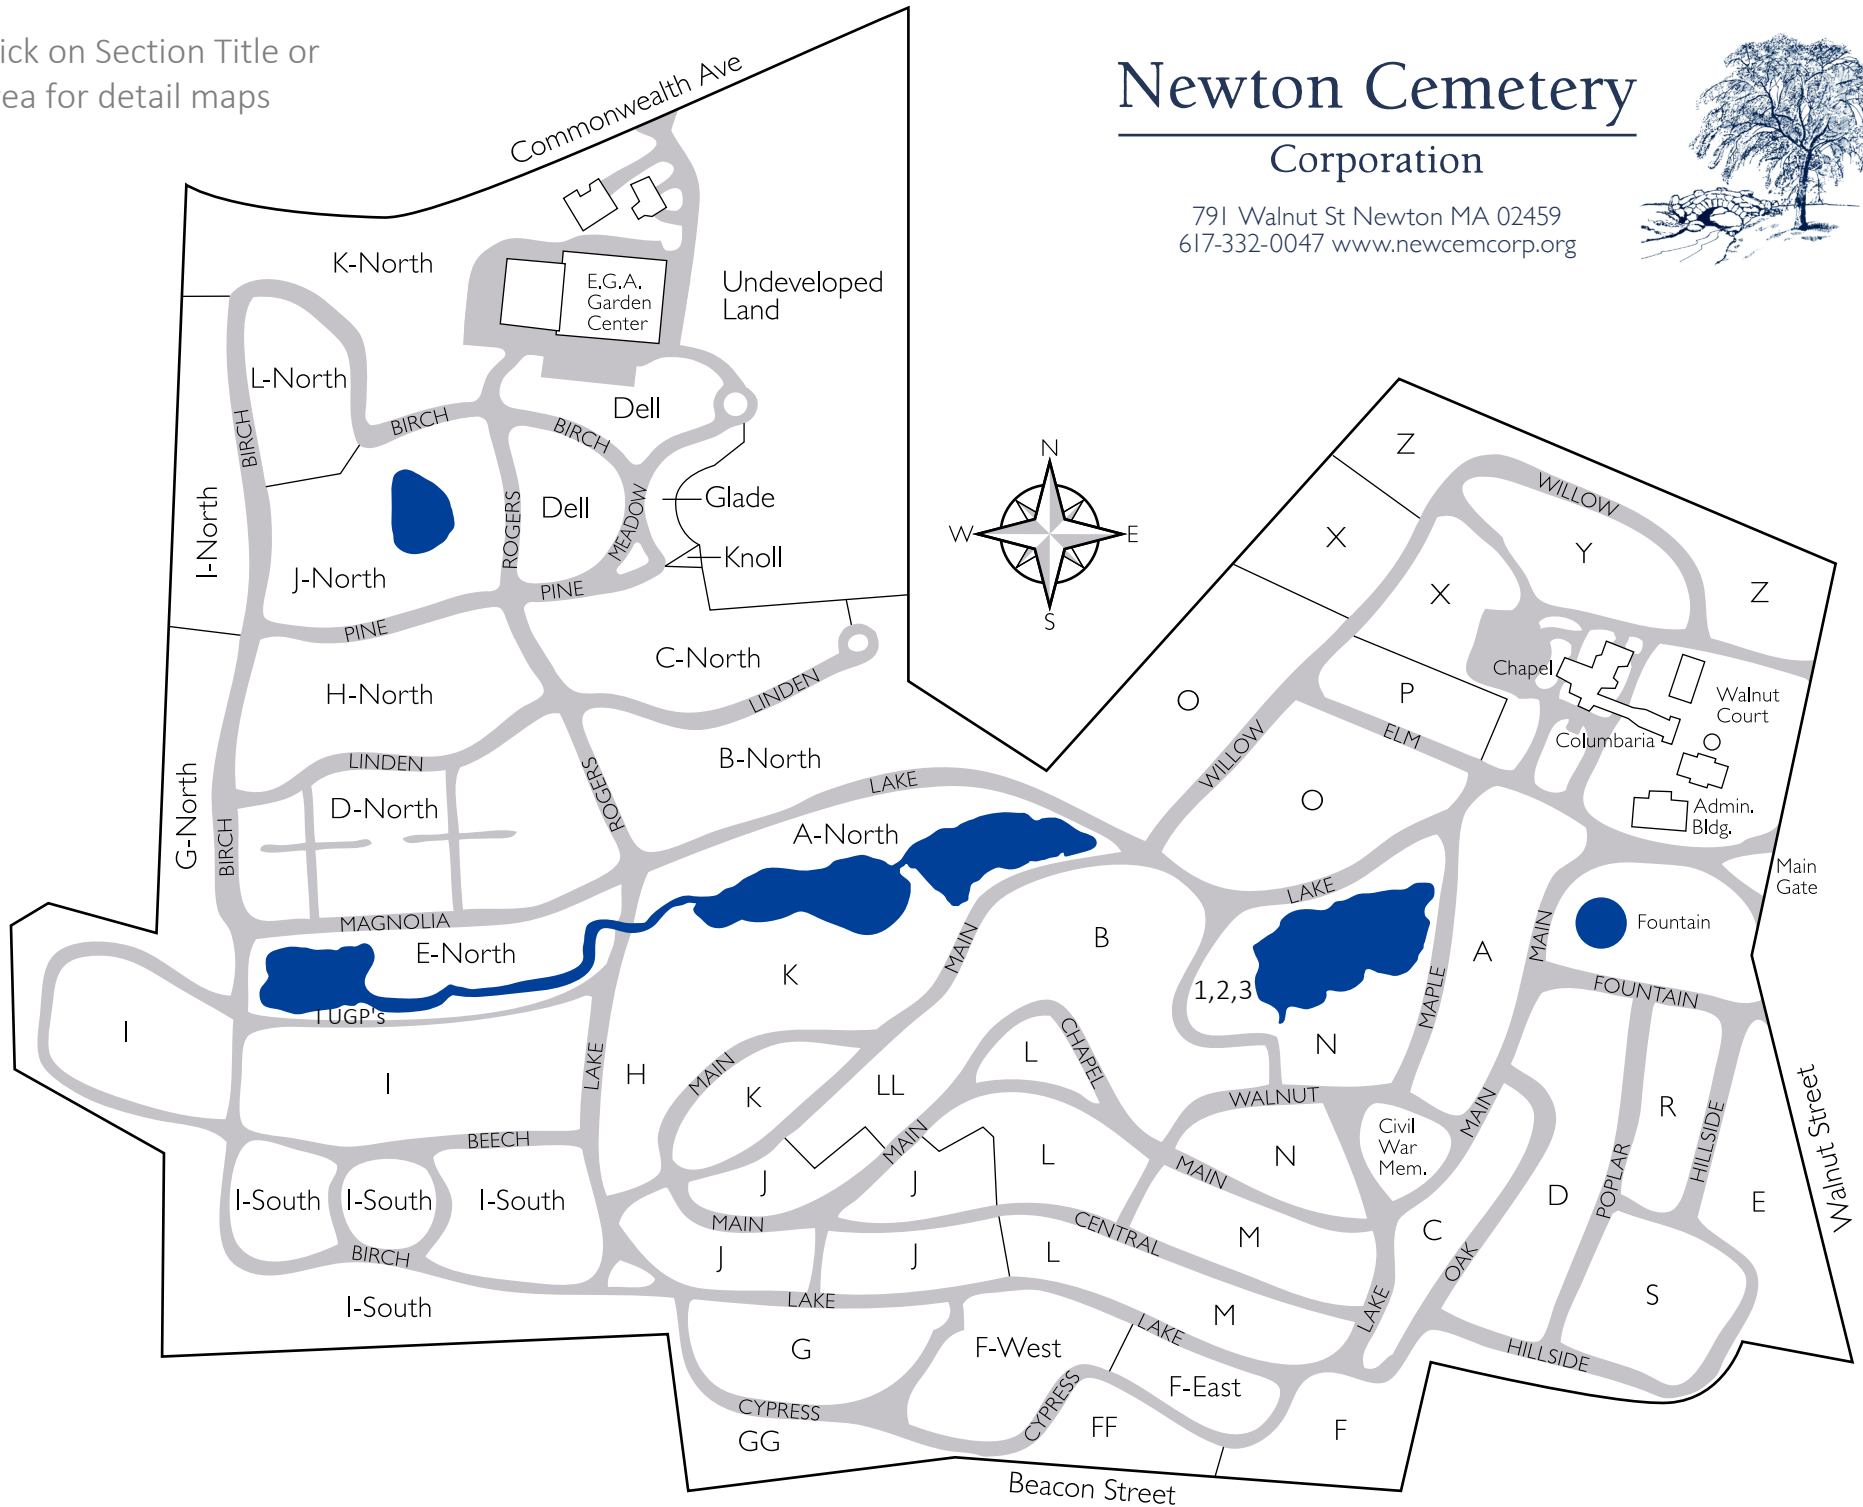 ick on Section Title or
ea for detail maps
Newton Cemetery
Corporation
791 Walnut St Newton MA 02459
617-332-0047 www.newcemcorp.org
Commonwealth Ave
K-North
E.G.A.
Garden
Center
Undeveloped
Land
L-North
BIRCH
BIRCH
BIRCH
Dell
Dell
Glade
Knoll
MEADOW
ROGERS
I-North
J-North
PINE
PINE
C-North
LINDEN
H-North
LINDEN
B-North
D-North
ROGERS
G-North
BIRCH
LAKE
A-North
MAGNOLIA
E-North
UGP's
N
W
E
S
Z
WILLOW
X
Y
X
Z
Chapel
Walnut
Court
O
P
ELM
Columbaria
WILLOW
O
Admin.
Bldg.
Main
Gate
LAKE
Fountain
MAIN
MAIN
B
A
K
1,2,3
MAPLE
FOUNTAIN
N
I
I
LAKE
H
MAIN
K
LL
L
CHAPEL
WALNUT
Civil
War
Mem.
MAIN
R
HILLSIDE
Walnut Street
BEECH
MAIN
L
MAIN
N
POPLAR
D
E
I-South
I-South
I-South
J
J
MAIN
CENTRAL
M
C
OAK
BIRCH
J
J
L
I-South
LAKE
M
LAKE
LAKE
S
HILLSIDE
G
F-West
F-East
CYPRESS
CYPRESS
GG
FF
F
Beacon Street